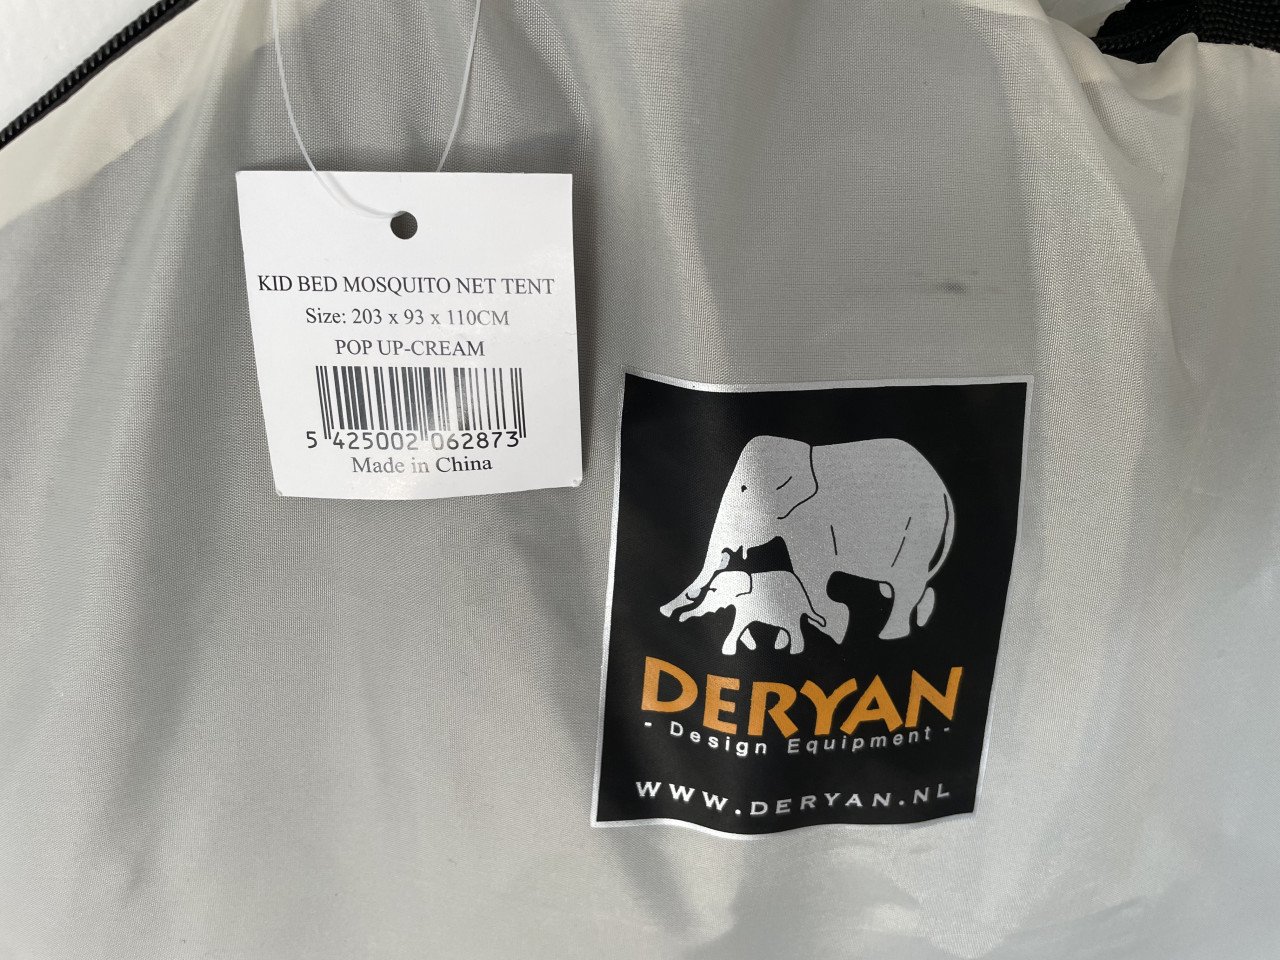 KID BED MOSQUITO NET TENT
Size: 203 x 93 x 110CM
POP UP-CREAM
5 425002 062873
Made in China
DERYAN
- Design Equipment -
WWW.DERYAN.NL